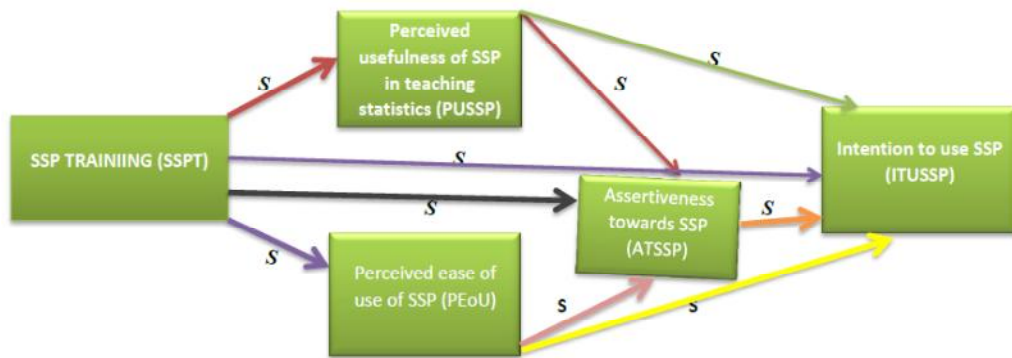 Perceived
usefulness of SSP
in teaching
statistics (PUSSP)
S
S
S
SSP TRAINIING (SSPT)
S
Intention to use SSP
(ITUSSP)
S
Assertiveness
towards SSP
(ATSSP)
S
S
Perceived ease of
use of SSP (PEoU)
S
S